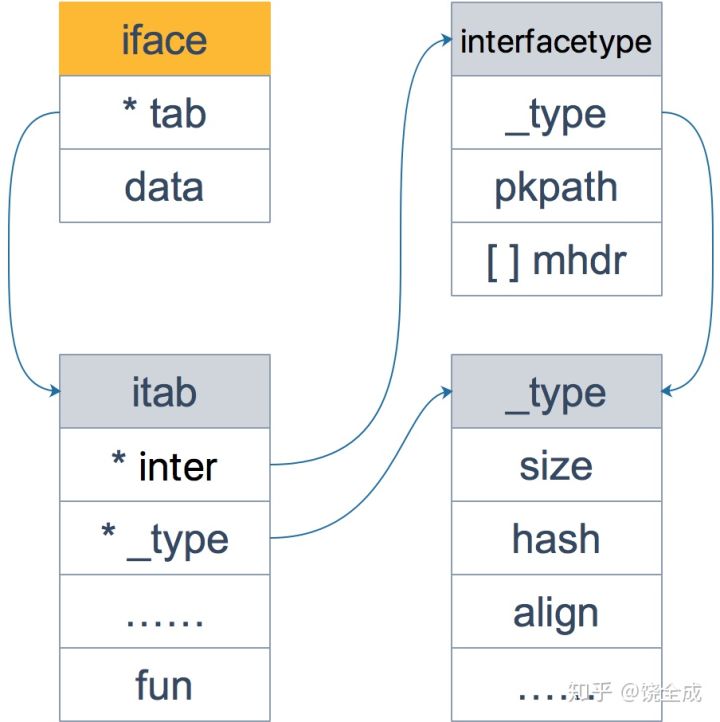 iface
* tab
data
interfacetype
_type
pkpath
[ ] mhdr
itab
* inter
* _type
......
fun
_type
size
hash
align
......
知乎 @饶全成